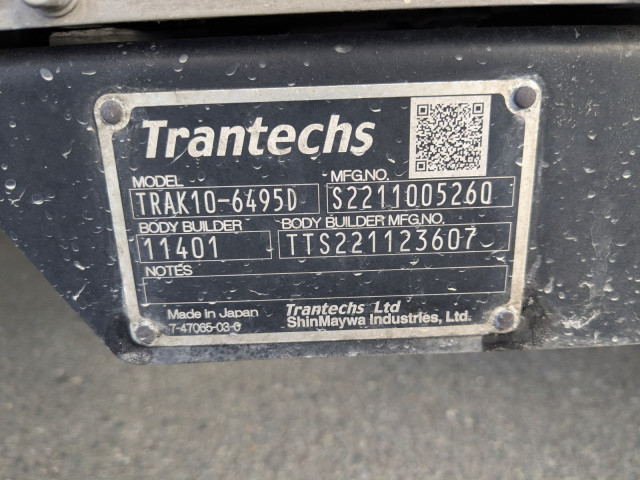 Trantechs
MODEL MFG.NO.
TRAK10-6495D S2211005260
BODY BUILDER BODY BUILDER MFG.NO.
11401 TTS221123607
NOTES
Made in Japan Trantechs Ltd
7-47065-03-0 ShinMaywa Industries, Ltd.